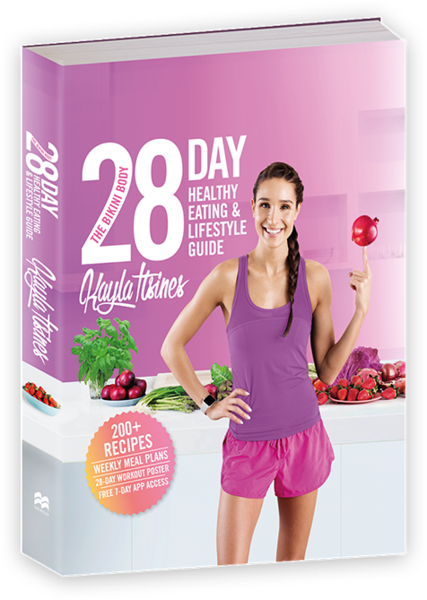 THE BIKINI BODY
28 DAY
HEALTHY
EATING &
LIFESTYLE
GUIDE
Kayla Itsines
200+
RECIPES
WEEKLY MEAL PLANS
28-DAY WORKOUT POSTER
FREE 7-DAY APP ACCESS
THE BIKINI BODY
28 DAY
HEALTHY EATING
& LIFESTYLE GUIDE
Kayla Itsines